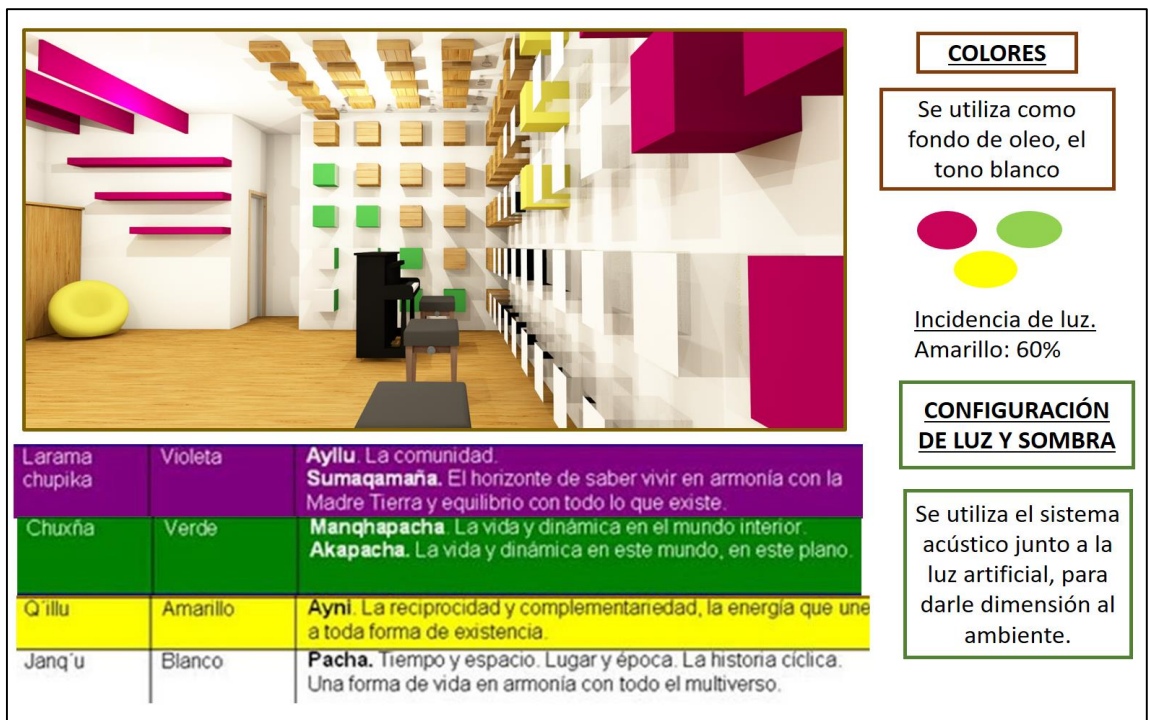 COLORES
Se utiliza como
fondo de oleo, el
tono blanco
Incidencia de luz.
Amarillo: 60%
CONFIGURACIÓN
DE LUZ Y SOMBRA
Se utiliza el sistema
acústico junto a la
luz artificial, para
darle dimensión al
ambiente.
Larama chupika Violeta Ayllu. La comunidad.
Sumaqamaña. El horizonte de saber vivir en armonía con la
Madre Tierra y equilibrio con todo lo que existe.
Chuxña Verde Manqhapacha. La vida y dinámica en el mundo interior.
Akapacha. La vida y dinámica en este mundo, en este plano.
Q´illu Amarillo Ayni. La reciprocidad y complementariedad, la energía que une
a toda forma de existencia.
Janq´u Blanco Pacha. Tiempo y espacio. Lugar y época. La historia cíclica.
Una forma de vida en armonía con todo el multiverso.